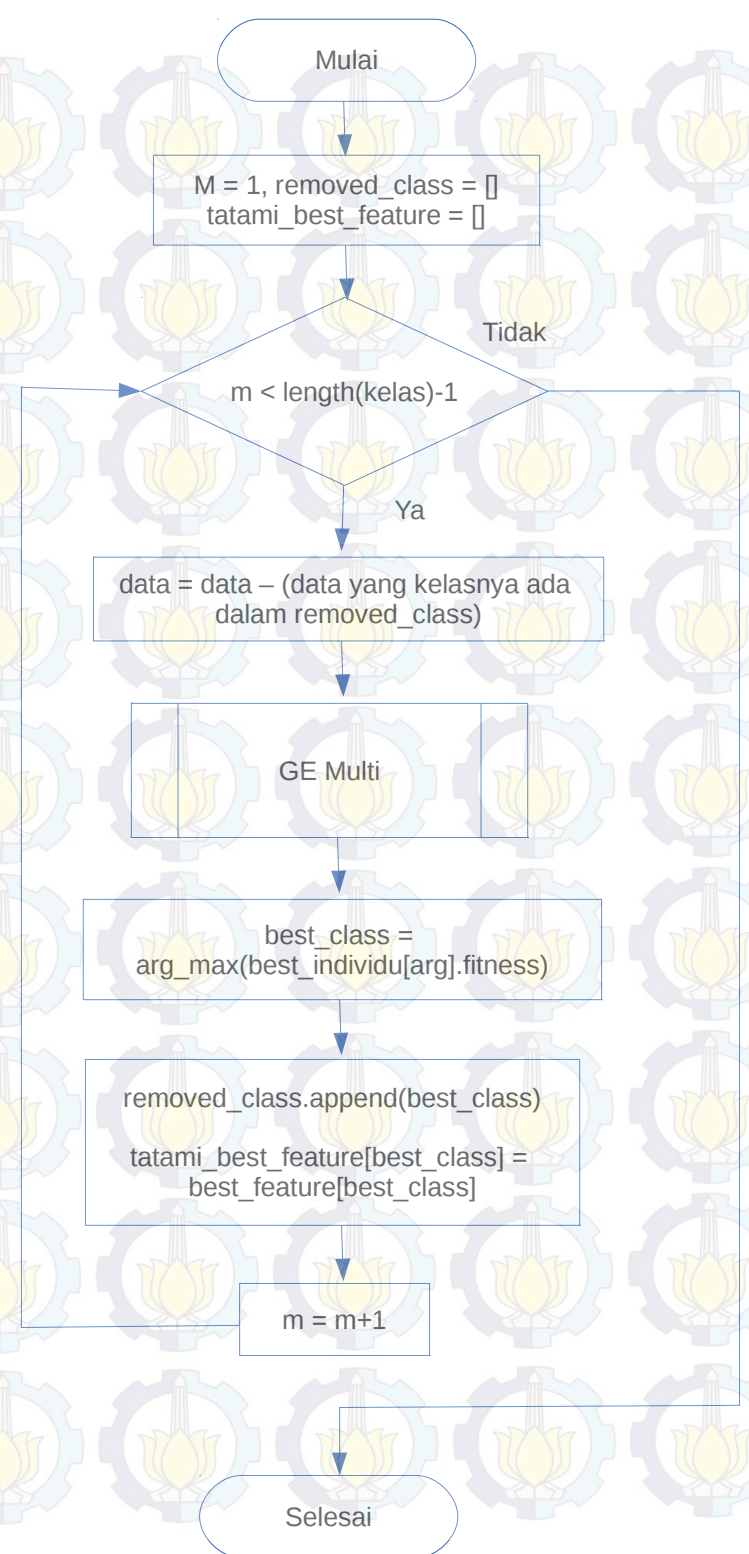 Mulai
M = 1, removed_class = []
tatami_best_feature = []
Tidak
m < length(kelas)-1
Ya
data = data – (data yang kelasnya ada
dalam removed_class)
GE Multi
best_class =
arg_max(best_individu[arg].fitness)
removed_class.append(best_class)
tatami_best_feature[best_class] =
best_feature[best_class]
m = m+1
Selesai